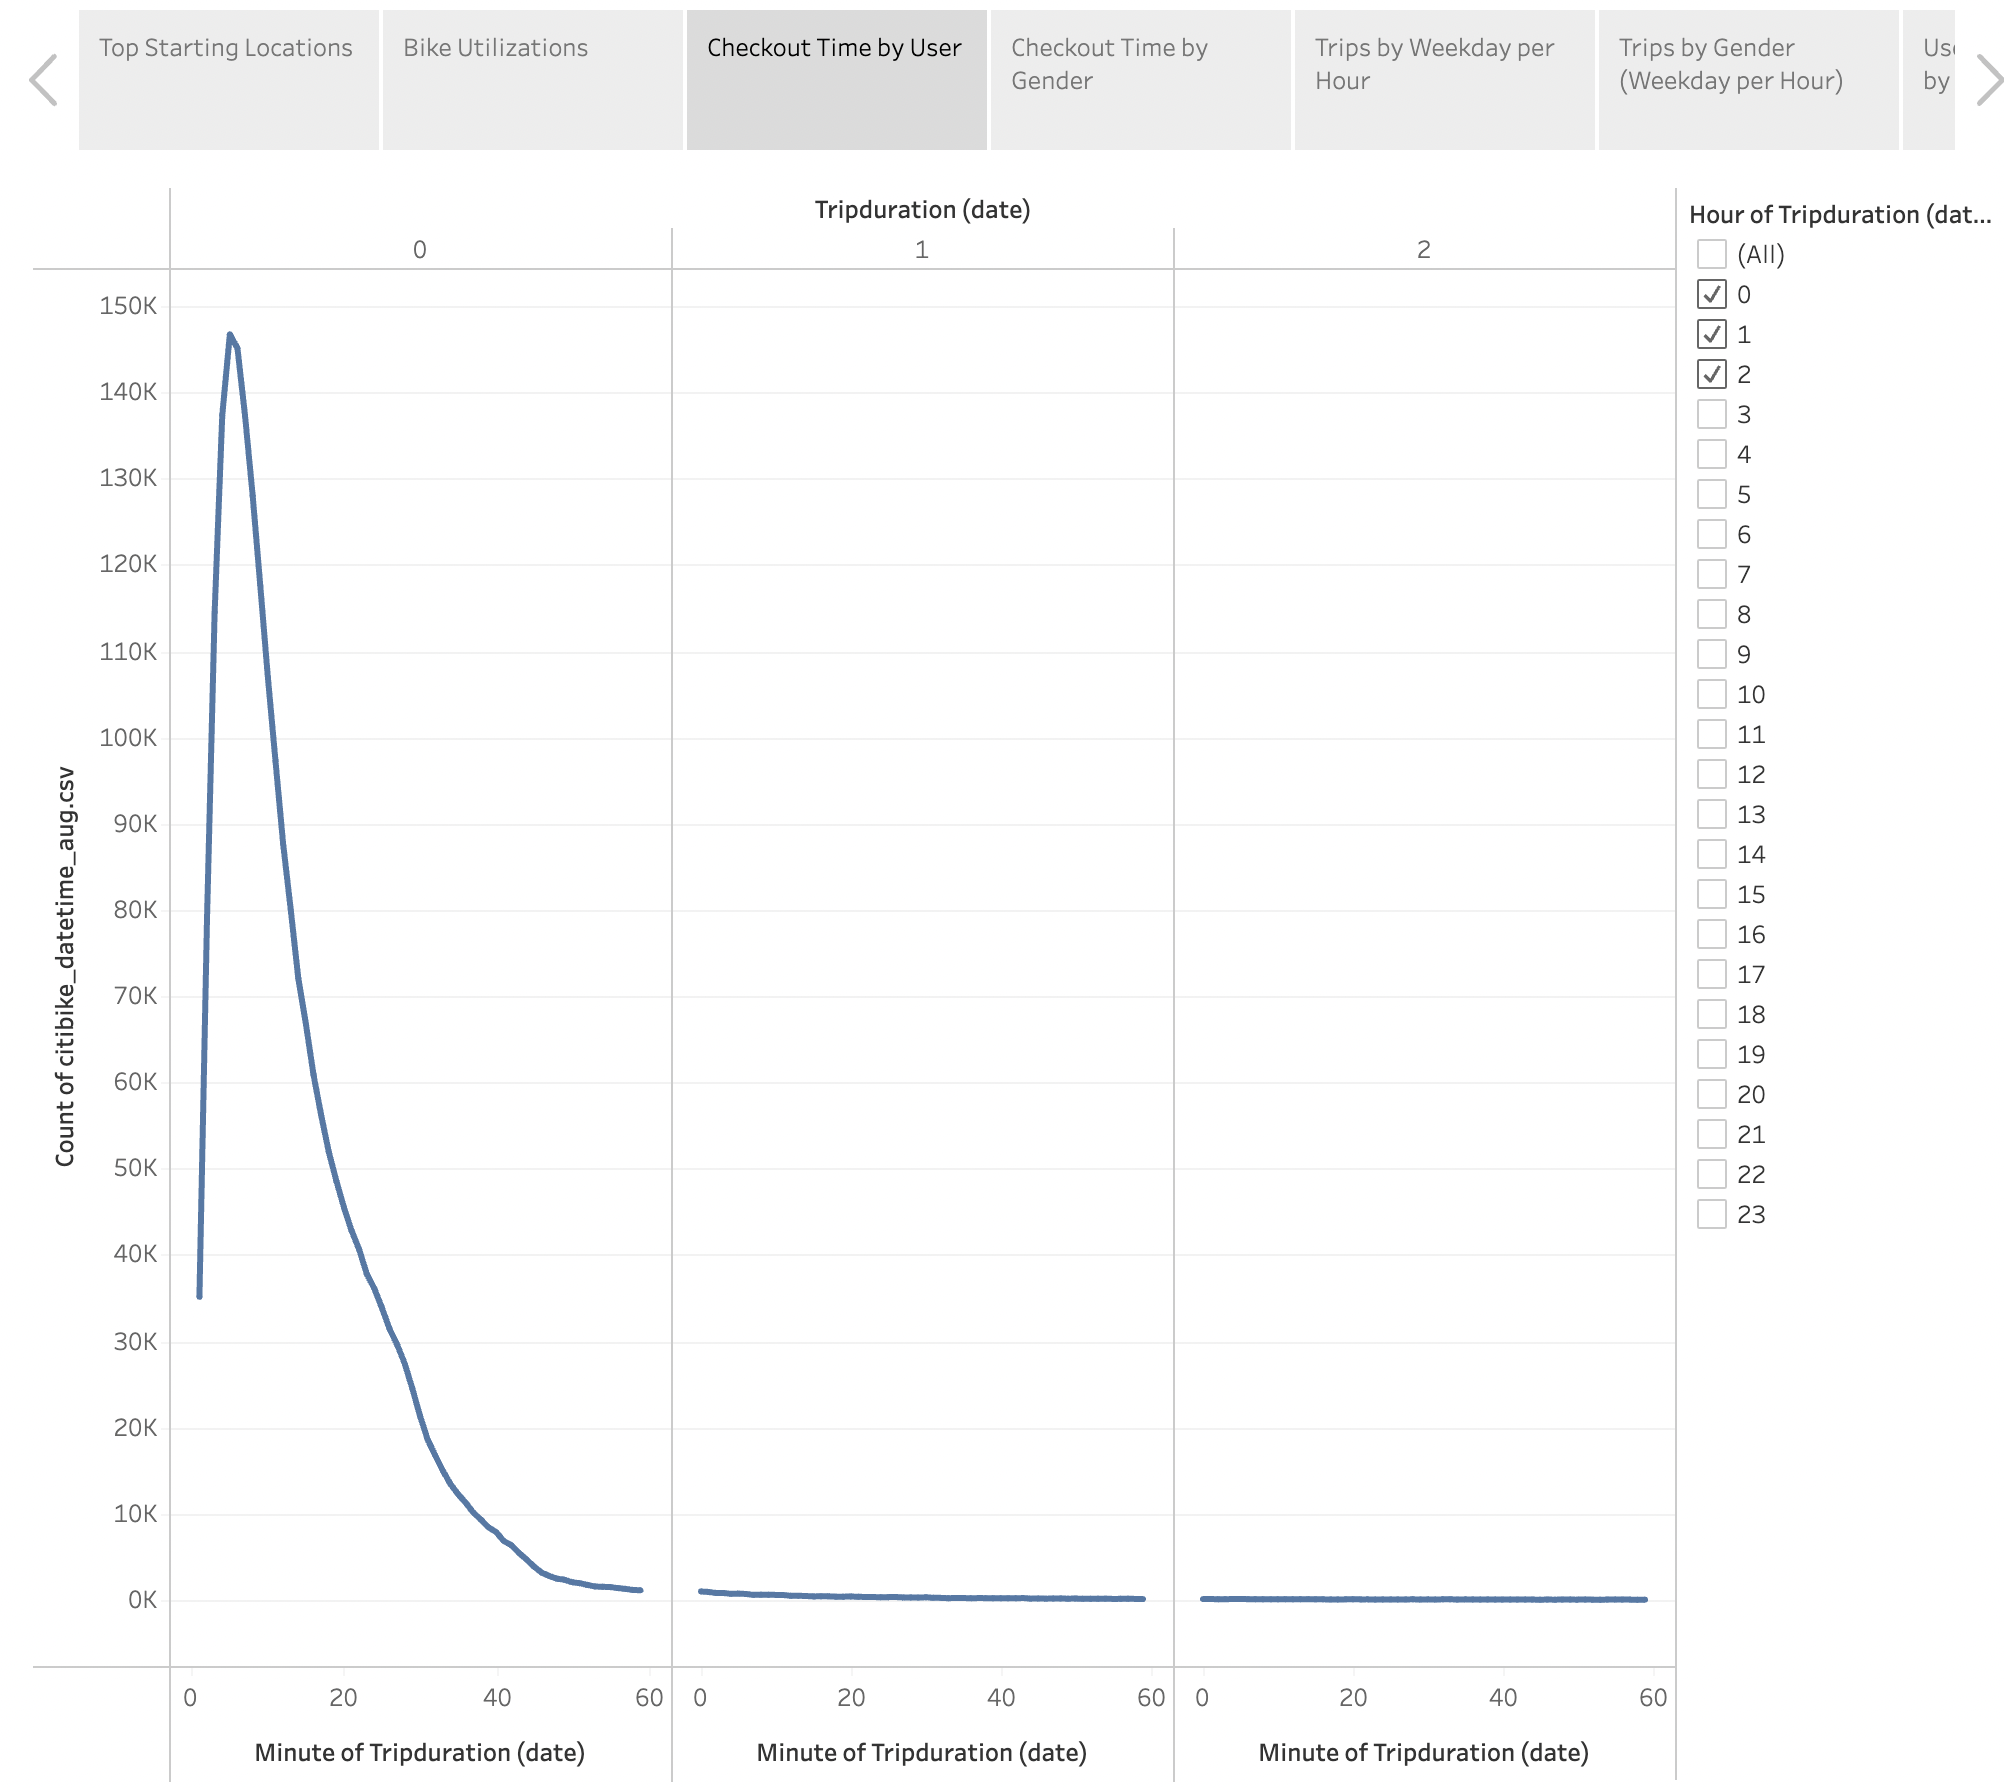 Top Starting Locations
Bike Utilizations
Checkout Time by User
Checkout Time by
Gender
Trips by Weekday per
Hour
Trips by Gender
(Weekday per Hour)
by
Tripduration (date)
0
1
2
150K
140K
130K
120K
110K
100K
90K
80K
70K
60K
50K
40K
30K
20K
10K
0K
Count of citibike_datetime_aug.csv
0
20
40
60
0
20
40
60
0
20
40
60
Minute of Tripduration (date)
Minute of Tripduration (date)
Minute of Tripduration (date)
Hour of Tripduration (dat...
(All)
0
1
2
3
4
5
6
7
8
9
10
11
12
13
14
15
16
17
18
19
20
21
22
23